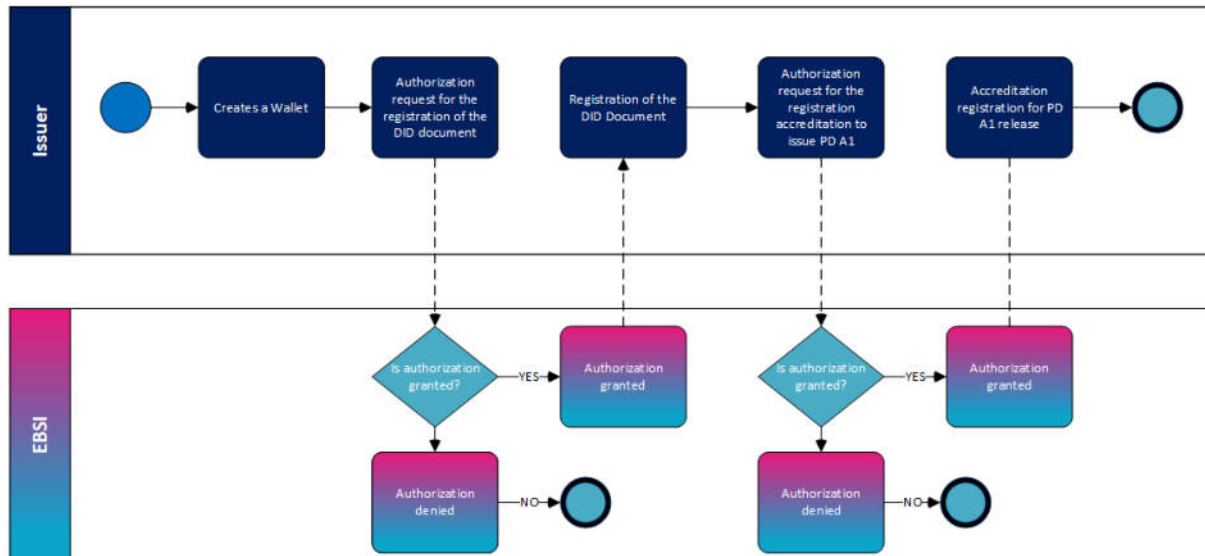 Issuer
Creates a Wallet
Authorization
request for the
registration of the
DID document
Registration of the
DID Document
Authorization
request for the
registration
accreditation to
issue PD A1
Accreditation
registration for PD
A1 release
EBSI
Is authorization
granted?
YES
Authorization
granted
Is authorization
granted?
YES
Authorization
granted
Authorization
denied
NO
Authorization
denied
NO